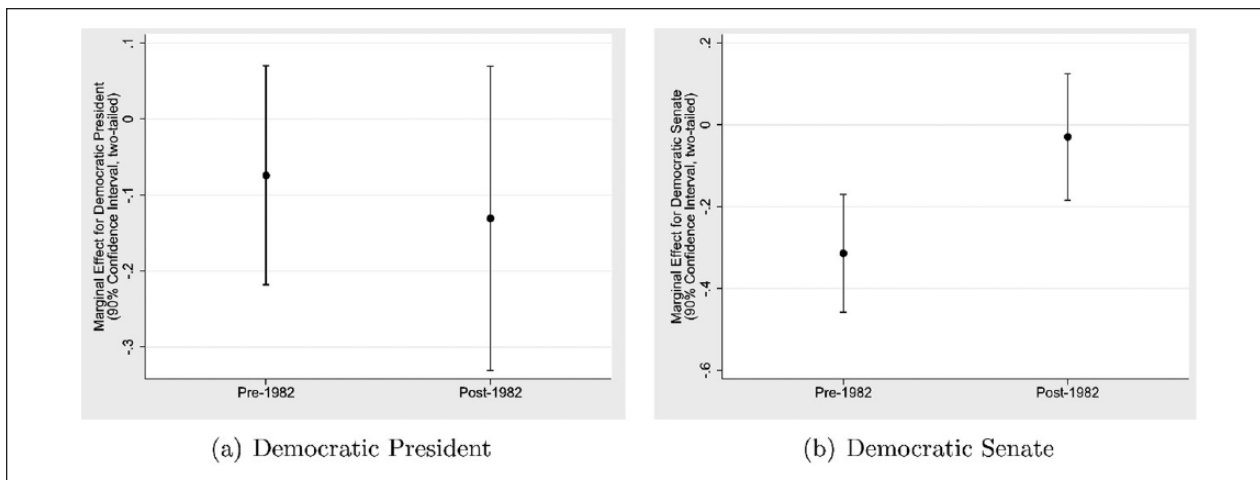 Marginal Effect for Democratic President
(90% Confidence Interval, two-tailed)
.1
0
-.1
-.2
-.3
Pre-1982
Post-1982
(a) Democratic President
Marginal Effect for Democratic Senate
(90% Confidence Interval, two-tailed)
.2
0
-.2
-.4
-.6
Pre-1982
Post-1982
(b) Democratic Senate